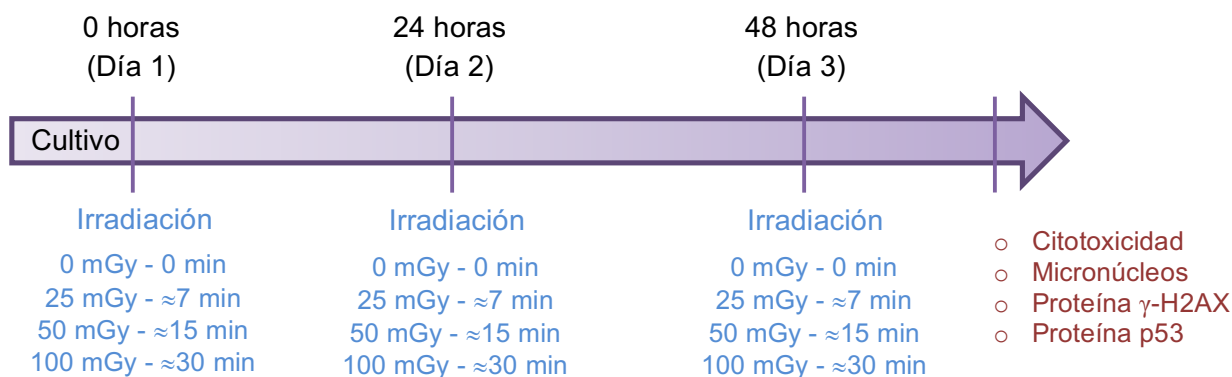 0 horas
(Día 1)
24 horas
(Día 2)
48 horas
(Día 3)
Cultivo
Irradiación
0 mGy - 0 min
25 mGy - ≈7 min
50 mGy - ≈15 min
100 mGy - ≈30 min
Irradiación
0 mGy - 0 min
25 mGy - ≈7 min
50 mGy - ≈15 min
100 mGy - ≈30 min
Irradiación
0 mGy - 0 min
25 mGy - ≈7 min
50 mGy - ≈15 min
100 mGy - ≈30 min
o Citotoxicidad
o Micronúcleos
o Proteína γ-H2AX
o Proteína p53